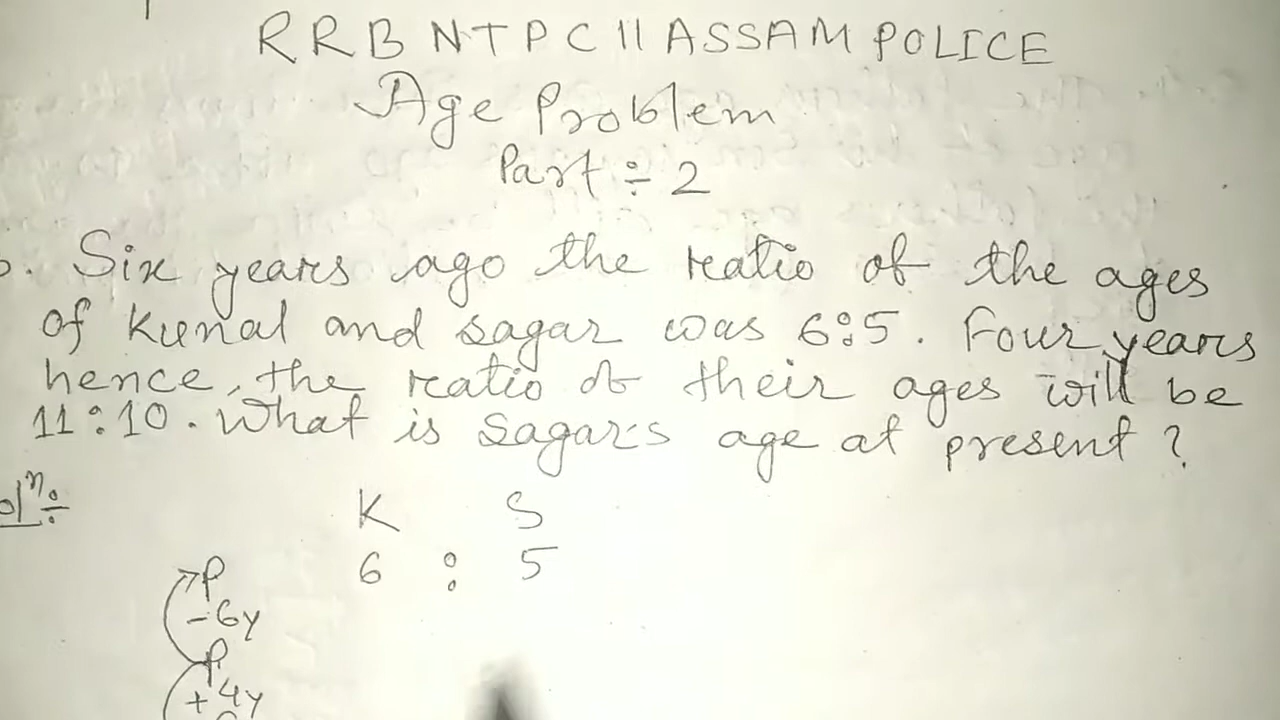 RRB NTPC || ASSAM POLICE
Age Problem
Part ÷ 2
Six years ago the ratio of the ages
of Kunal and sagar was 6:5. Four years
hence, the ratio of their ages will be
11:10. What is Sagar's age at present?
K S
6 : 5
P
-6y
P
+4y